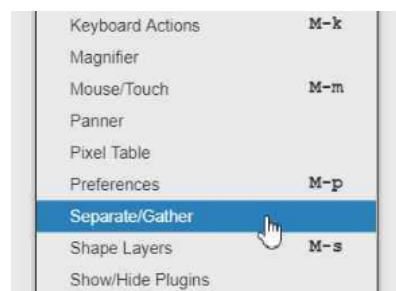 Keyboard Actions M-k
Magnifier
Mouse/Touch M-m
Panner
Pixel Table
Preferences M-p
Separate/Gather
Shape Layers M-s
Show/Hide Plugins